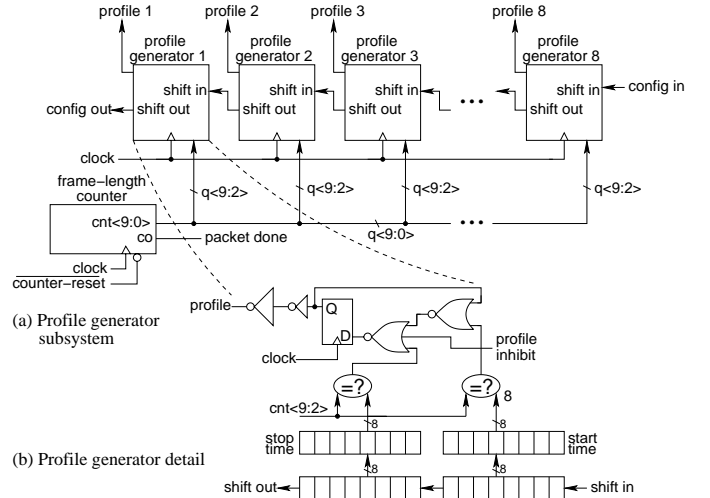 profile 1 profile 2 profile 3 profile 8
profile generator 1 profile generator 2 profile generator 3 profile generator 8
shift in shift in shift in shift in config in
config out shift out shift out shift out shift out
clock
frame−length
counter
q<9:2> q<9:2> q<9:2> q<9:2>
cnt<9:0>
q<9:0>
co packet done
clock
counter−reset
profile Q
(a) Profile generator
subsystem
D
profile
inhibit
clock
=? =?
8
cnt<9:2>
8 8
stop
time
start
time
(b) Profile generator detail
8 8
shift out shift in